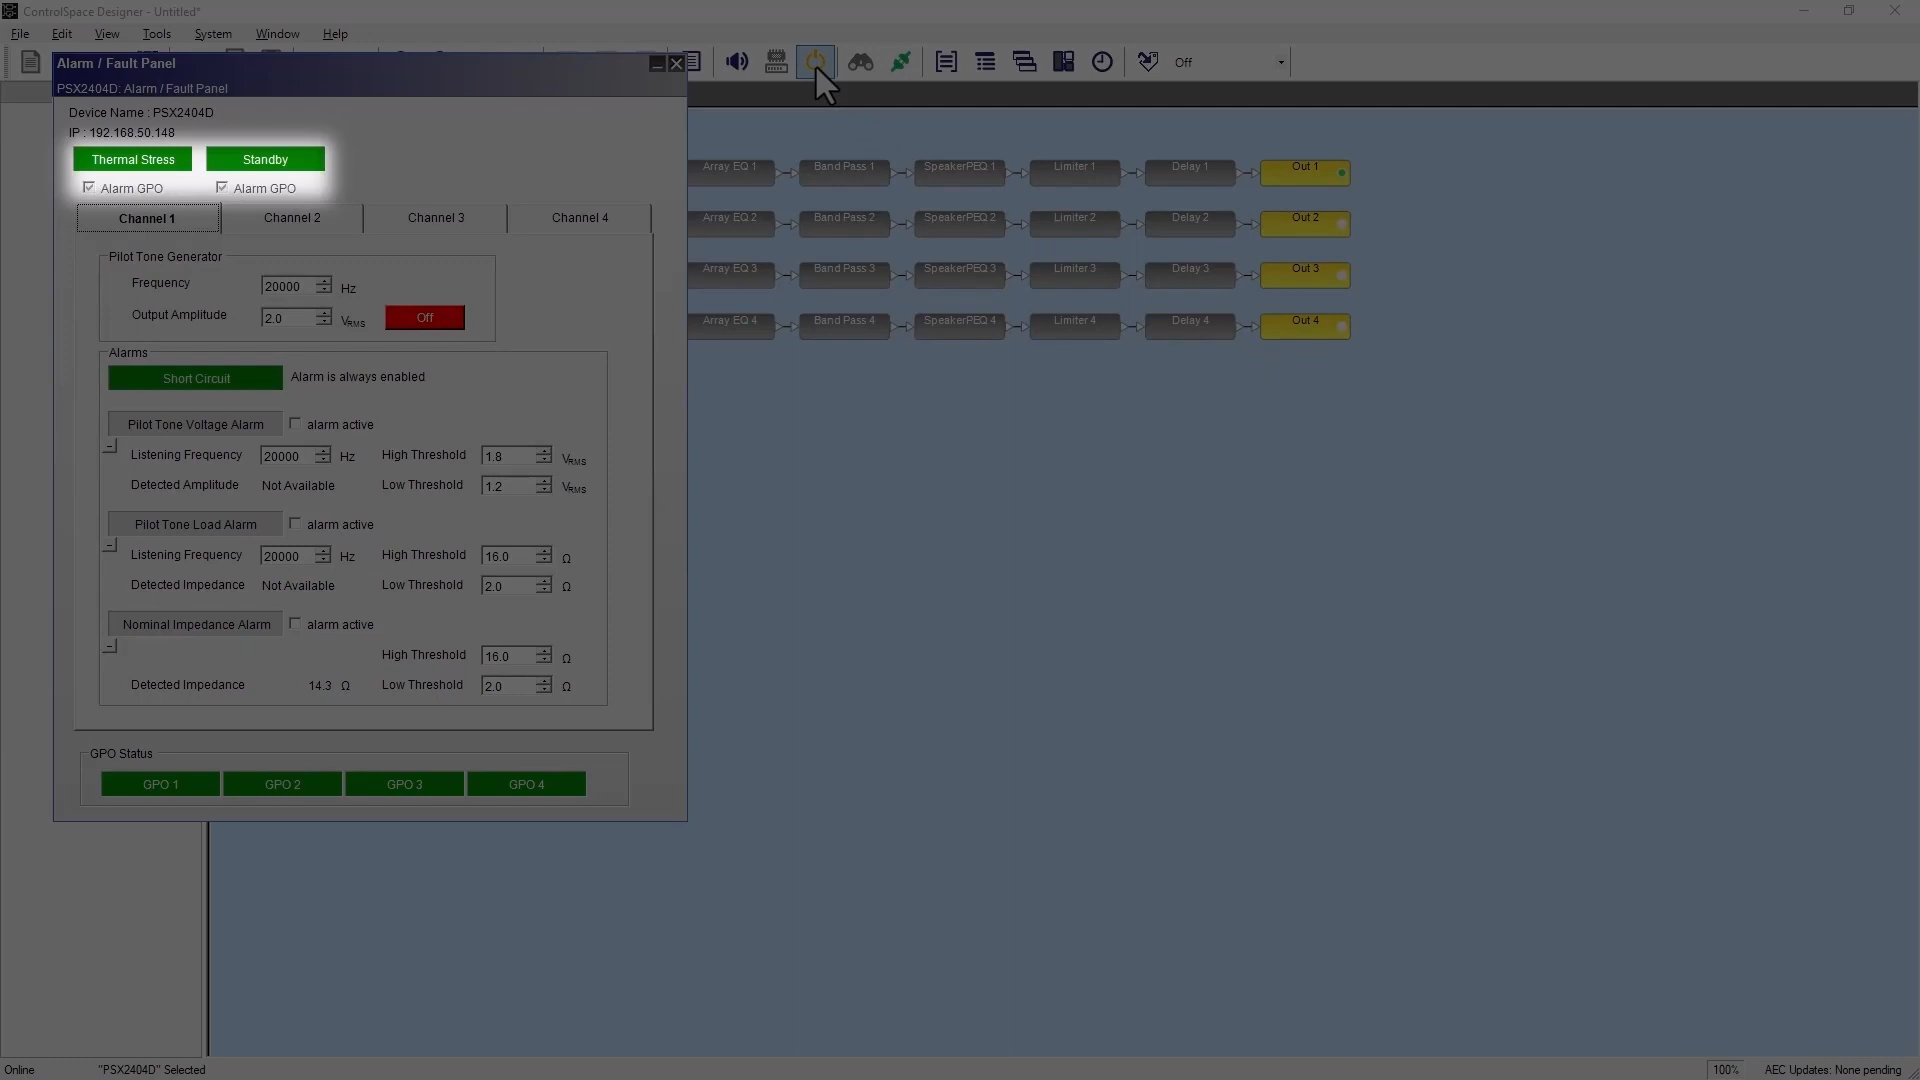 ControlSpace Designer - Untitled*
File Edit View Tools System Window Help
Off
Alarm / Fault Panel
PSX2404D: Alarm / Fault Panel
Device Name : PSX2404D
IP : 192.168.50.148
Thermal Stress Standby
Alarm GPO Alarm GPO
Channel 1 Channel 2 Channel 3 Channel 4
Pilot Tone Generator
Frequency 20000 Hz
Output Amplitude 2.0 VRMS Off
Alarms
Short Circuit Alarm is always enabled
Pilot Tone Voltage Alarm alarm active
Listening Frequency 20000 Hz High Threshold 1.8 VRMS
Detected Amplitude Not Available Low Threshold 1.2 VRMS
Pilot Tone Load Alarm alarm active
Listening Frequency 20000 Hz High Threshold 16.0 Ω
Detected Impedance Not Available Low Threshold 2.0 Ω
Nominal Impedance Alarm alarm active
High Threshold 16.0 Ω
Detected Impedance 14.3 Ω Low Threshold 2.0 Ω
GPO Status
GPO 1 GPO 2 GPO 3 GPO 4
Array EQ 1 Band Pass 1 SpeakerPEQ 1 Limiter 1 Delay 1 Out 1
Array EQ 2 Band Pass 2 SpeakerPEQ 2 Limiter 2 Delay 2 Out 2
Array EQ 3 Band Pass 3 SpeakerPEQ 3 Limiter 3 Delay 3 Out 3
Array EQ 4 Band Pass 4 SpeakerPEQ 4 Limiter 4 Delay 4 Out 4
Online "PSX2404D" Selected 100% AEC Updates: None pending